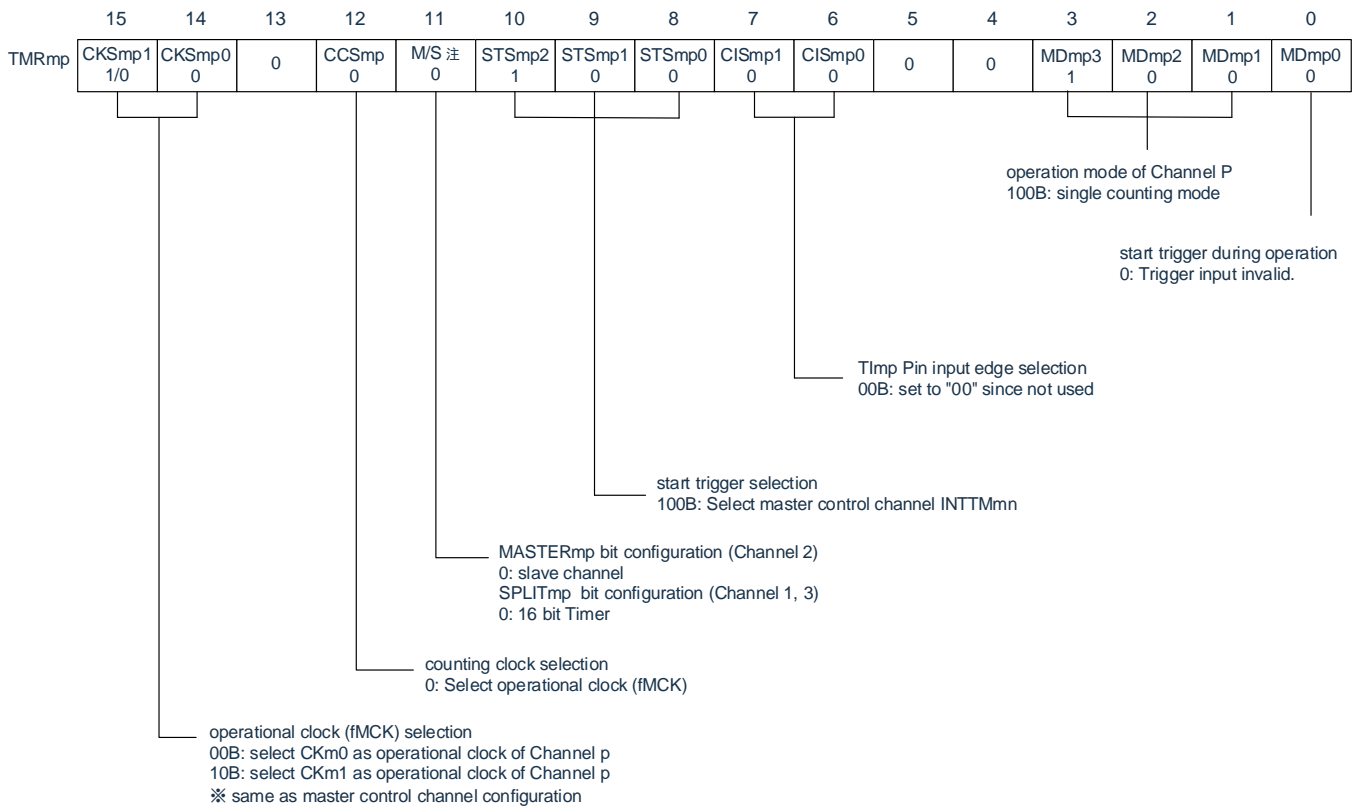 15 14 13 12 11 10 9 8 7 6 5 4 3 2 1 0
TMRmp CKSmp1 CKSmp0 0 CCSmp M/S 注 STSmp2 STSmp1 STSmp0 CISmp1 CISmp0 0 0 MDmp3 MDmp2 MDmp1 MDmp0
1/0 0 0 0 1 0 0 0 0 1 0 0 0
operation mode of Channel P
100B: single counting mode
start trigger during operation
0: Trigger input invalid.
TImp Pin input edge selection
00B: set to "00" since not used
start trigger selection
100B: Select master control channel INTTMmn
MASTERmp bit configuration (Channel 2)
0: slave channel
SPLITmp bit configuration (Channel 1, 3)
0: 16 bit Timer
counting clock selection
0: Select operational clock (fMCK)
operational clock (fMCK) selection
00B: select CKm0 as operational clock of Channel p
10B: select CKm1 as operational clock of Channel p
※ same as master control channel configuration